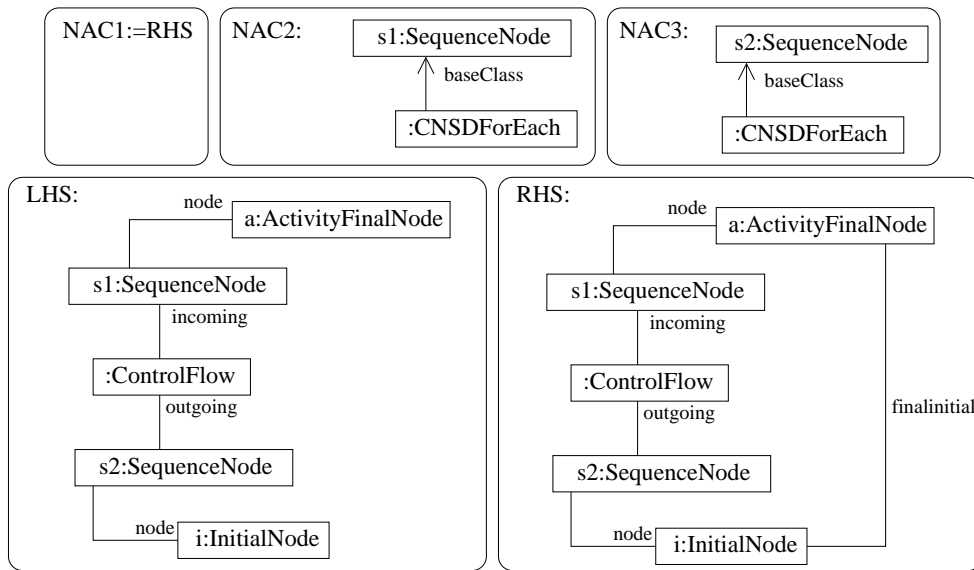 NAC1:=RHS
NAC2:
s1:SequenceNode
baseClass
:CNSDForEach
NAC3:
s2:SequenceNode
baseClass
:CNSDForEach
LHS:
node
a:ActivityFinalNode
s1:SequenceNode
incoming
:ControlFlow
outgoing
s2:SequenceNode
node
i:InitialNode
RHS:
node
a:ActivityFinalNode
s1:SequenceNode
incoming
:ControlFlow
finalinitial
outgoing
s2:SequenceNode
node
i:InitialNode